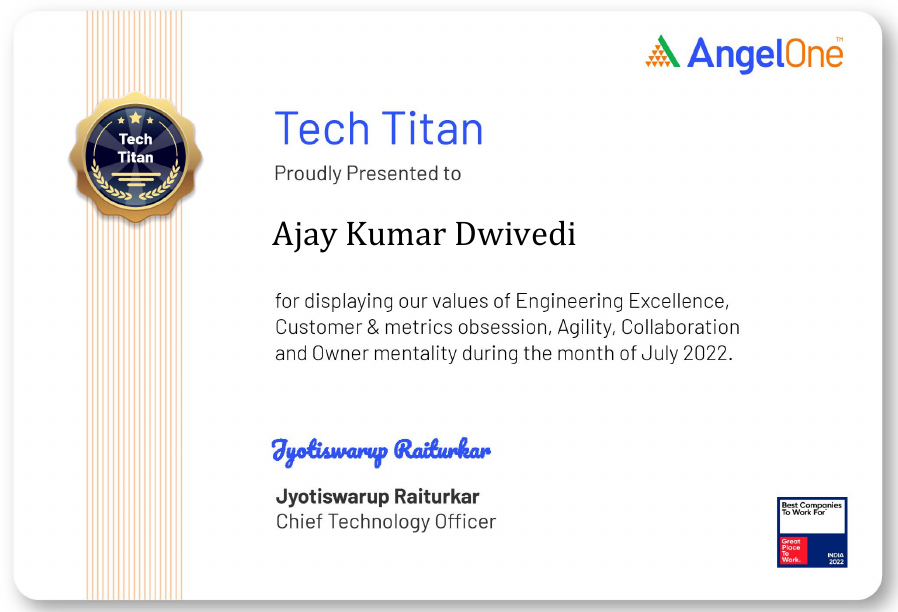 AngelOne™
Tech
Titan
Tech Titan
Proudly Presented to
Ajay Kumar Dwivedi
for displaying our values of Engineering Excellence,
Customer & metrics obsession, Agility, Collaboration
and Owner mentality during the month of July 2022.
Jyotiswarup Raiturkar
Jyotiswarup Raiturkar
Chief Technology Officer
Best Companies
To Work For
Great
Place
To
Work.
INDIA
2022